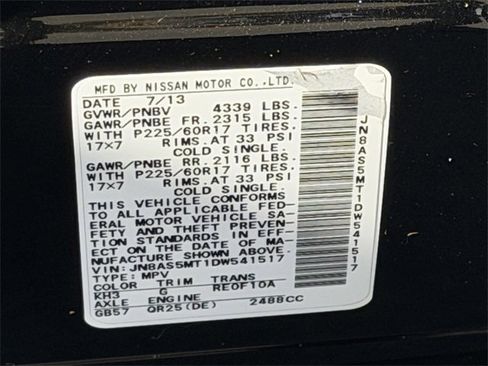 MFD BY NISSAN MOTOR CO.,LTD.
DATE 7/13
GVWR/PNBV 4339 LBS.
GAWR/PNBE FR. 2315 LBS.
WITH P225/60R17 TIRES.
17×7 RIMS.AT 33 PSI
COLD SINGLE.
GAWR/PNBE RR. 2116 LBS.
WITH P225/60R17 TIRES.
17×7 RIMS.AT 33 PSI
COLD SINGLE.
THIS VEHICLE CONFORMS
TO ALL APPLICABLE FED-
ERAL MOTOR VEHICLE SA-
FETY AND THEFT PREVEN-
TION STANDARDS IN EFF-
ECT ON THE DATE OF MA-
NUFACTURE SHOWN ABOVE.
VIN:JN8AS5MT1DW541517
TYPE:MPV
COLOR TRIM TRANS
KH3 G RE0F10A
AXLE ENGINE
GB57 QR25(DE) 2488CC
JN8AS5MT1DW541517